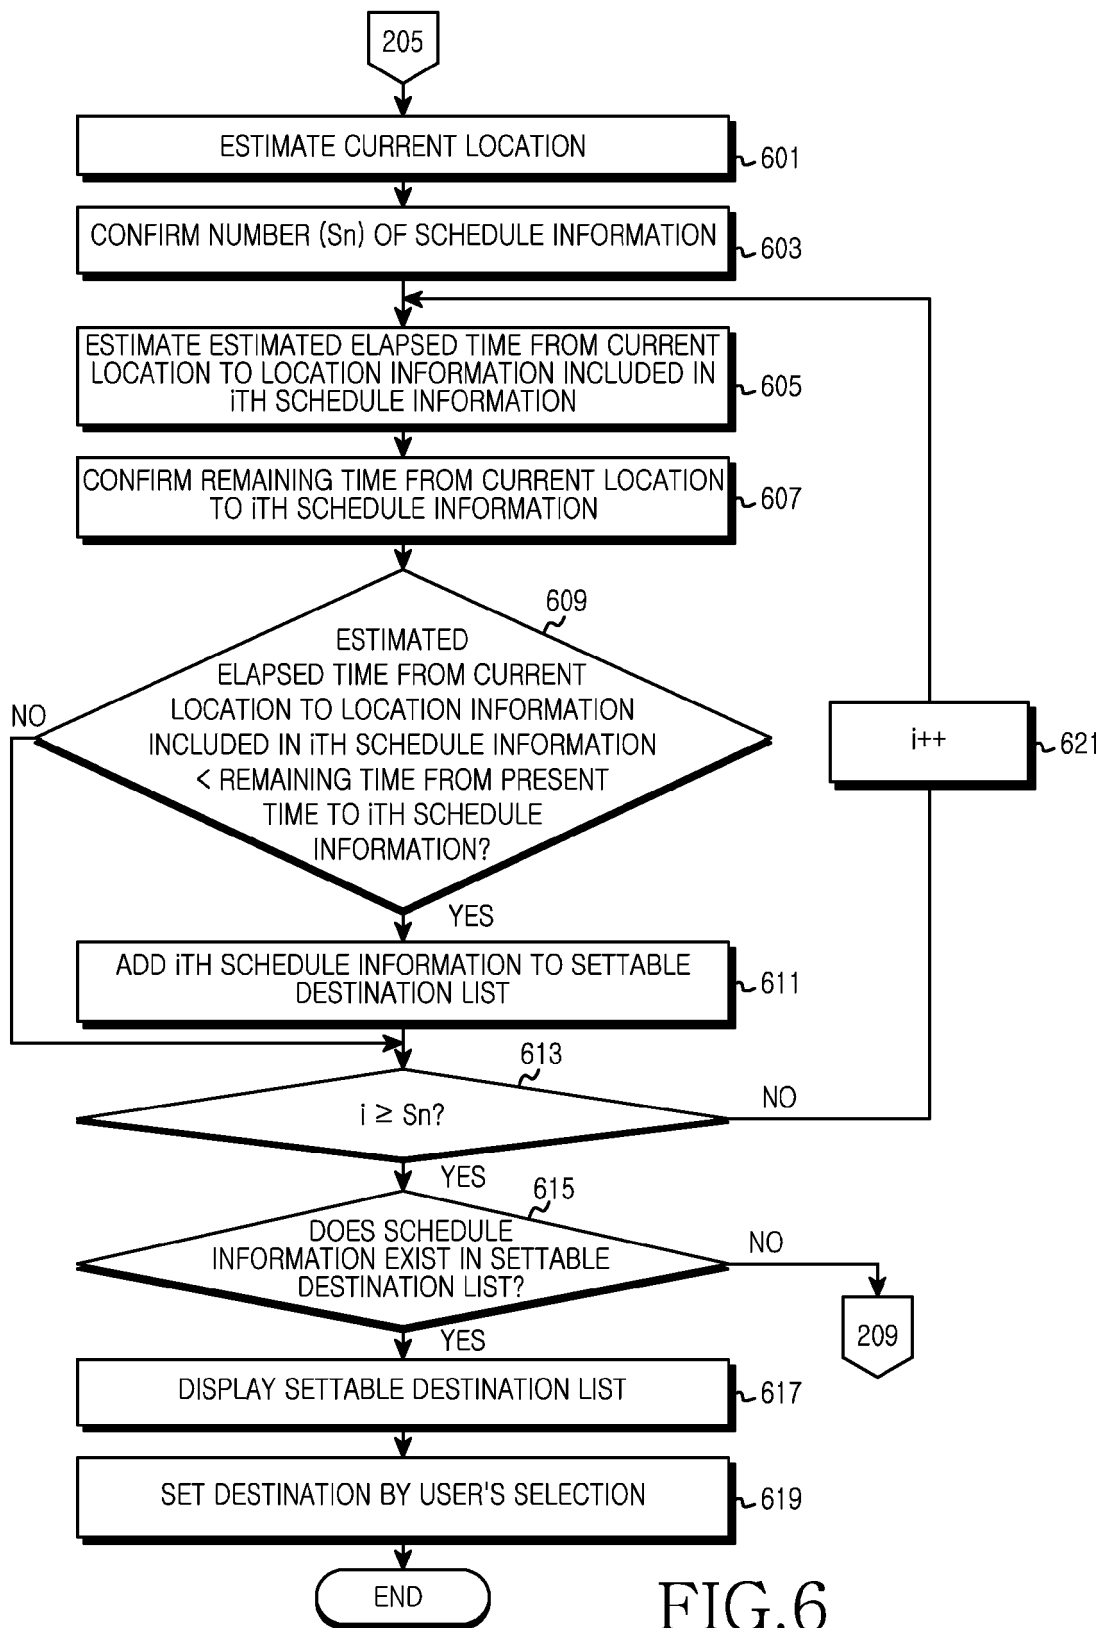 205
ESTIMATE CURRENT LOCATION
601
CONFIRM NUMBER (Sn) OF SCHEDULE INFORMATION
603
ESTIMATE ESTIMATED ELAPSED TIME FROM CURRENT
LOCATION TO LOCATION INFORMATION INCLUDED IN
iTH SCHEDULE INFORMATION
605
CONFIRM REMAINING TIME FROM CURRENT LOCATION
TO iTH SCHEDULE INFORMATION
607
609
ESTIMATED
ELAPSED TIME FROM CURRENT
LOCATION TO LOCATION INFORMATION
INCLUDED IN iTH SCHEDULE INFORMATION
< REMAINING TIME FROM PRESENT
TIME TO iTH SCHEDULE
INFORMATION?
NO
i++
621
YES
ADD iTH SCHEDULE INFORMATION TO SETTABLE
DESTINATION LIST
611
613
i ≥ Sn?
NO
YES
615
DOES SCHEDULE
INFORMATION EXIST IN SETTABLE
DESTINATION LIST?
NO
209
YES
DISPLAY SETTABLE DESTINATION LIST
617
SET DESTINATION BY USER'S SELECTION
619
END
FIG.6